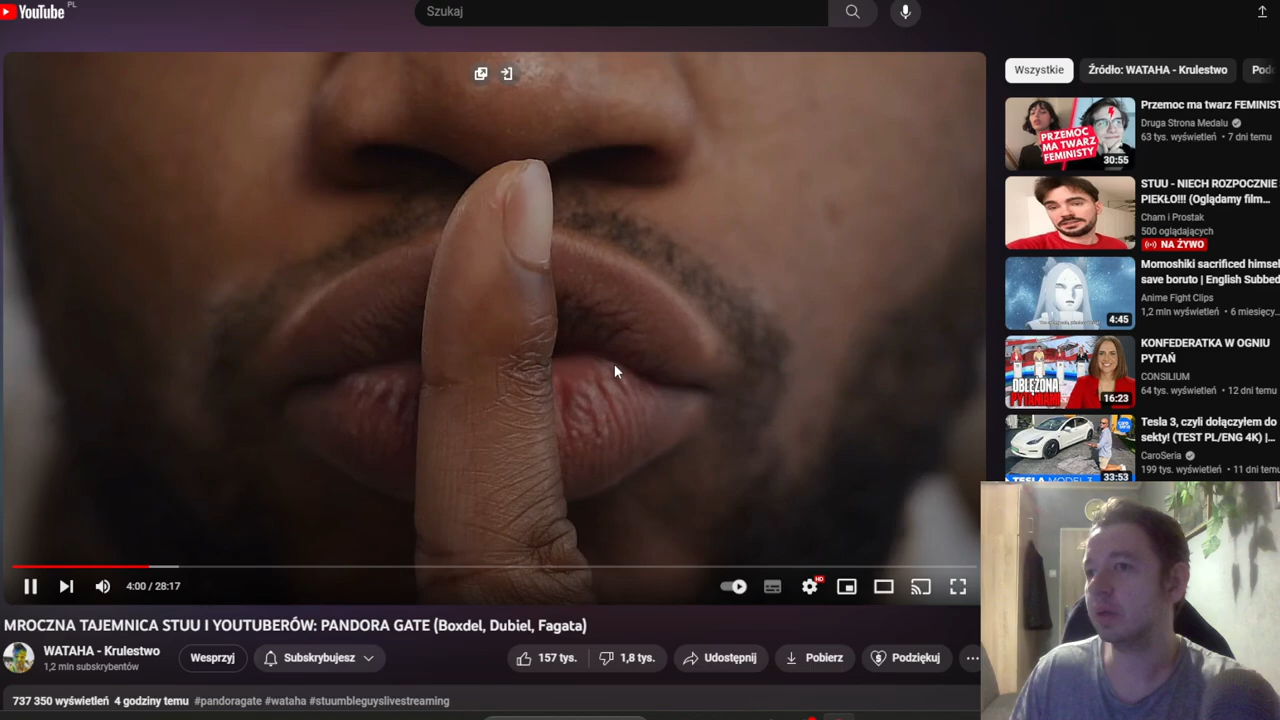 YouTube PL
Szukaj
Wszystkie
Źródło: WATAHA - Krulestwo
PRZEMOC
MA TWARZ
FEMINISTY
30:55
Przemoc ma twarz
Druga Strona Medalu
63 tys. wyświetleń • 7 dni temu
STUU - NIECH ROZPOCZNIE
PIEKŁO!!! (Oglądamy film...
Cham i Prostak
500 oglądających
NA ŻYWO
4:45
Momoshiki sacrificed
save boruto | English
Anime Fight Clips
1,2 mln wyświetleń • 6
OBLĘŻONA
PYTANIAMI
16:23
KONFEDERATKA W OGNIU
PYTAŃ
CONSILIUM
64 tys. wyświetleń • 12 dni temu
33:53
Tesla 3, czyli dołączyłem do
sekty! (TEST PL/ENG 4K) |...
CaroSeria
199 tys. wyświetleń • 11 dni temu
4:00 / 28:17
HD
MROCZNA TAJEMNICA STUU I YOUTUBERÓW: PANDORA GATE (Boxdel, Dubiel, Fagata)
WATAHA - Krulestwo
1,2 mln subskrybentów
Wesprzyj
Subskrybujesz
157 tys.
1,8 tys.
Udostępnij
Pobierz
Podziękuj
737 350 wyświetleń 4 godziny temu #pandoragate #wataha #stuumbleguyslivestreaming